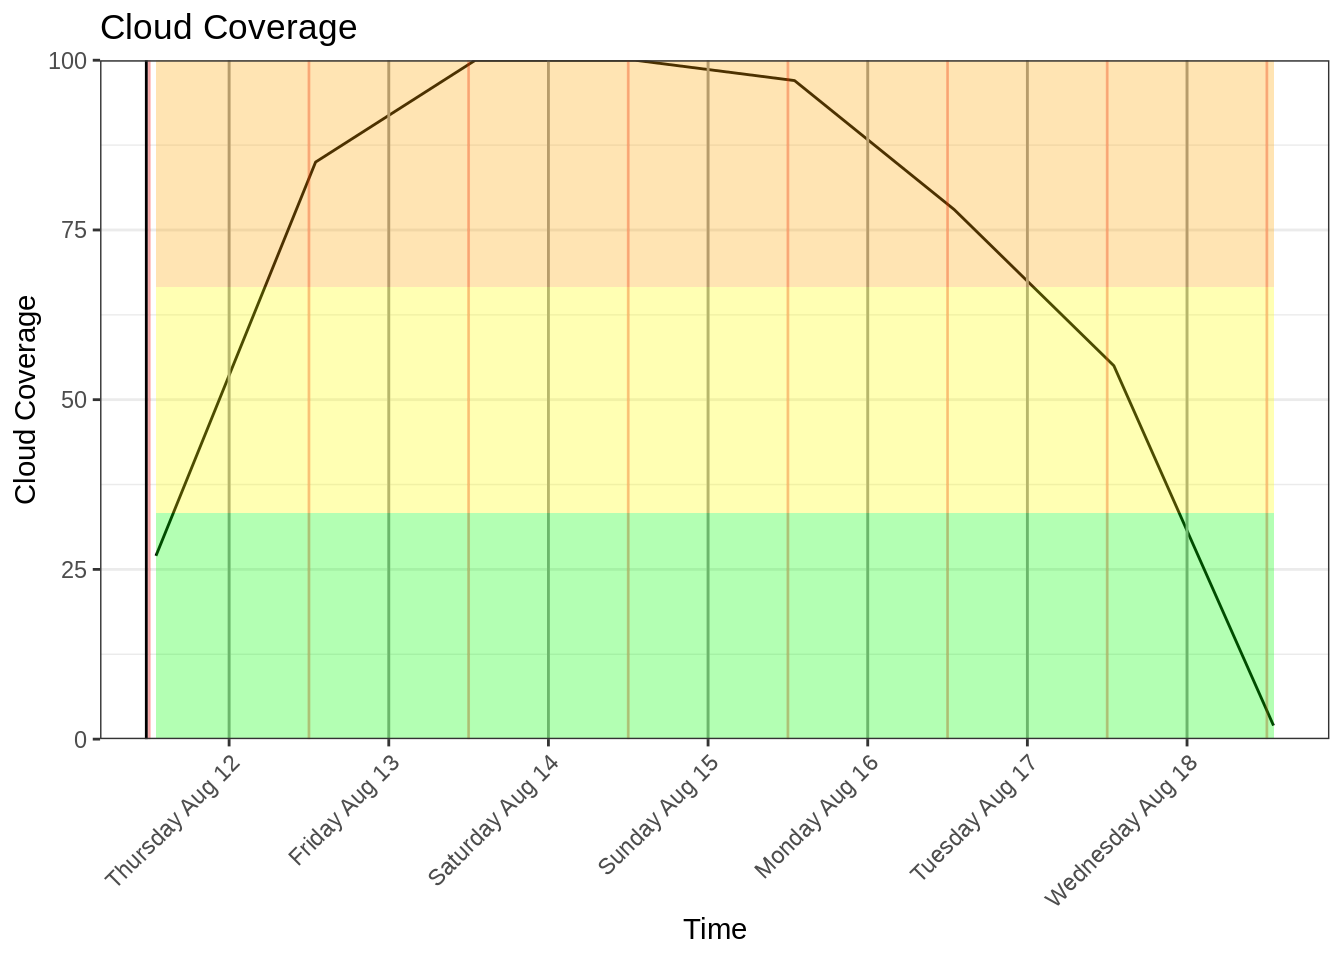 Cloud Coverage
100
75
50
25
0
Cloud Coverage
Thursday Aug 12
Friday Aug 13
Saturday Aug 14
Sunday Aug 15
Monday Aug 16
Tuesday Aug 17
Wednesday Aug 18
Time